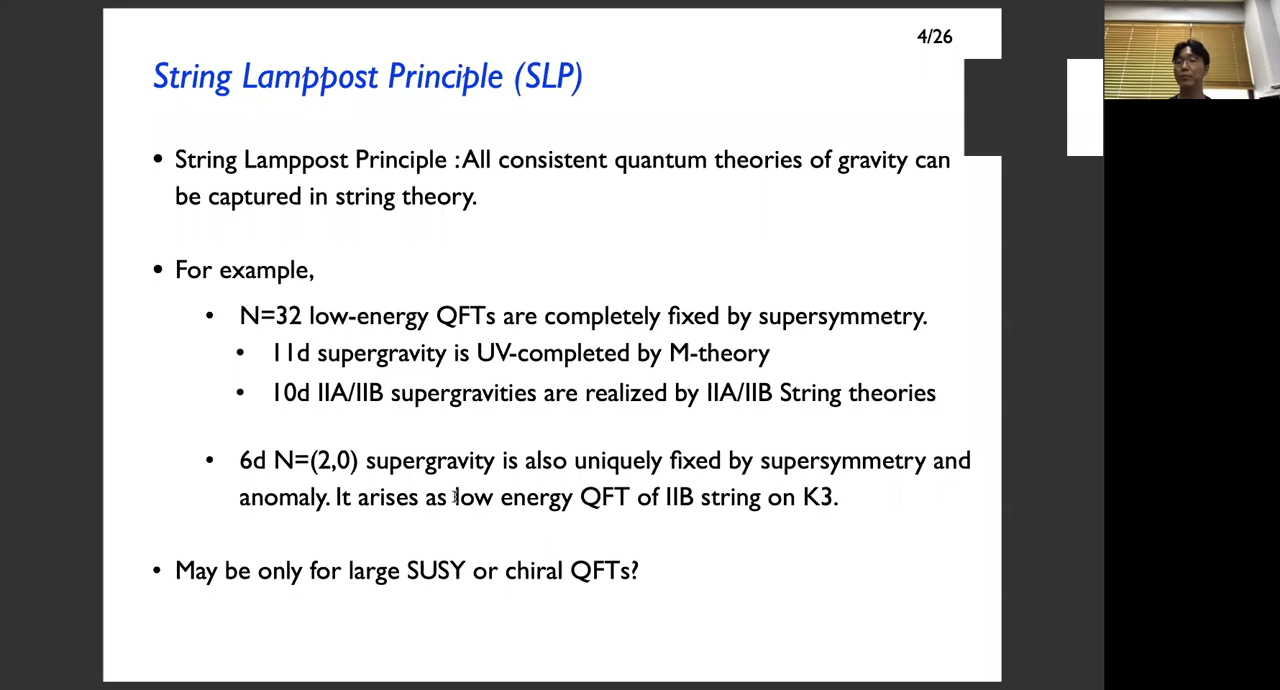 4/26
String Lamppost Principle (SLP)
• String Lamppost Principle : All consistent quantum theories of gravity can
be captured in string theory.
• For example,
• N=32 low-energy QFTs are completely fixed by supersymmetry.
• 11d supergravity is UV-completed by M-theory
• 10d IIA/IIB supergravities are realized by IIA/IIB String theories
• 6d N=(2,0) supergravity is also uniquely fixed by supersymmetry and
anomaly. It arises as low energy QFT of IIB string on K3.
• May be only for large SUSY or chiral QFTs?